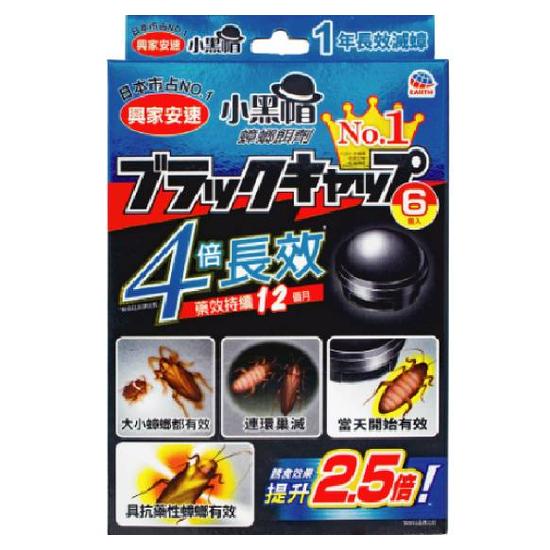 日本市占NO.1
興家安速
小黑帽
1年長效滅蟑
日本市占NO.1
興家安速
小黑帽
蟑螂餌劑
No.1
EARTH
ブラックキャップ
6
個入
4倍長效
藥效持續12個月
大小蟑螂都有效
連環巢滅
當天開始有效
具抗藥性蟑螂有效
蠶食效果
提升2.5倍!